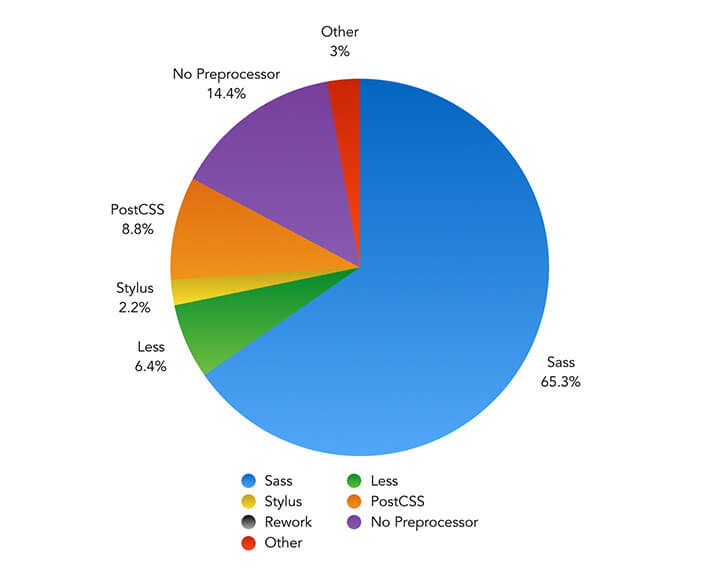 Other
3%
No Preprocessor
14.4%
PostCSS
8.8%
Stylus
2.2%
Less
6.4%
Sass
65.3%
Sass
Less
Stylus
PostCSS
Rework
No Preprocessor
Other